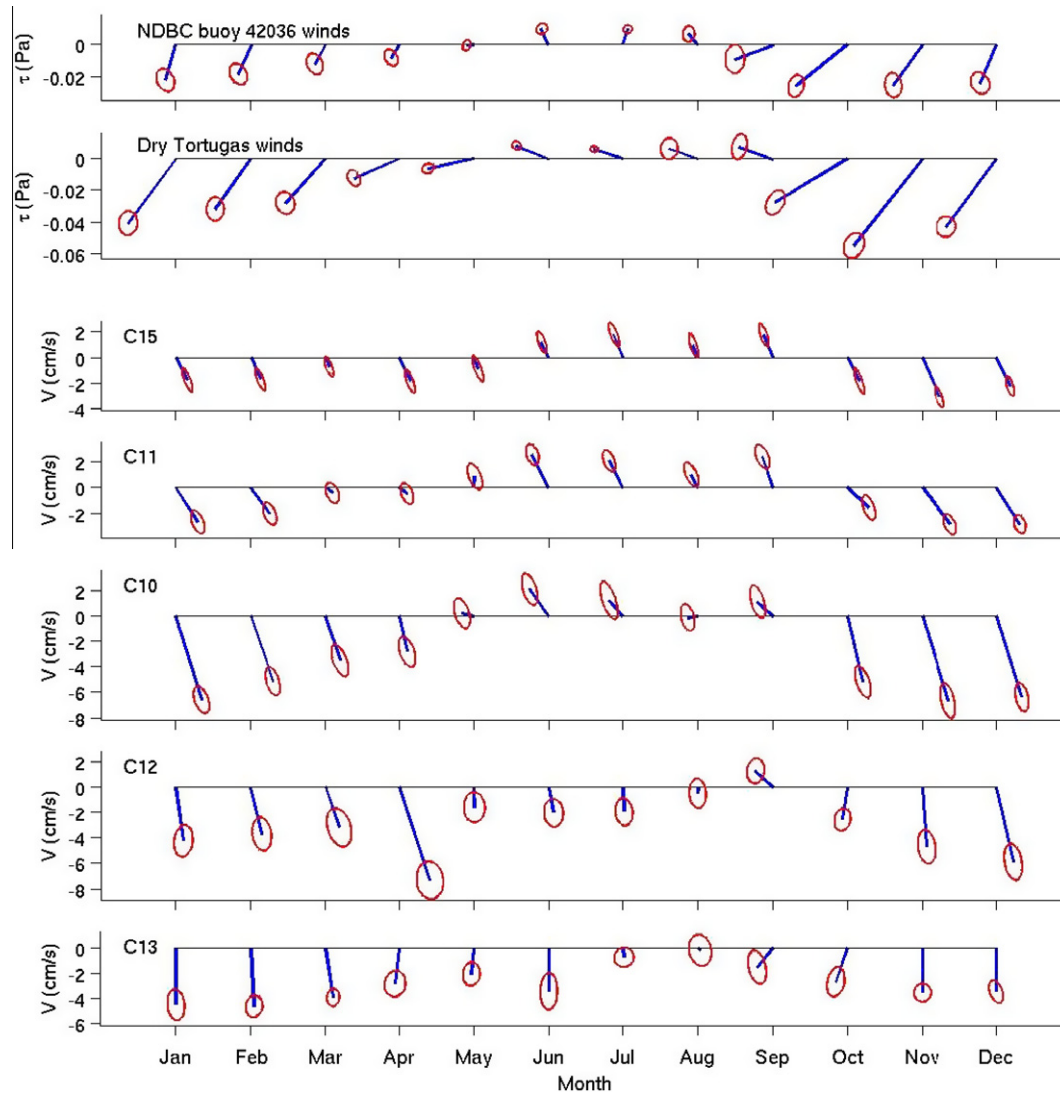 NDBC buoy 42036 winds
τ (Pa)
0
-0.02
Dry Tortugas winds
τ (Pa)
0
-0.02
-0.04
-0.06
C15
V (cm/s)
2
0
-2
-4
C11
V (cm/s)
2
0
-2
C10
V (cm/s)
2
0
-2
-4
-6
-8
C12
V (cm/s)
2
0
-2
-4
-6
-8
C13
V (cm/s)
0
-2
-4
-6
Jan Feb Mar Apr May Jun Jul Aug Sep Oct Nov Dec
Month